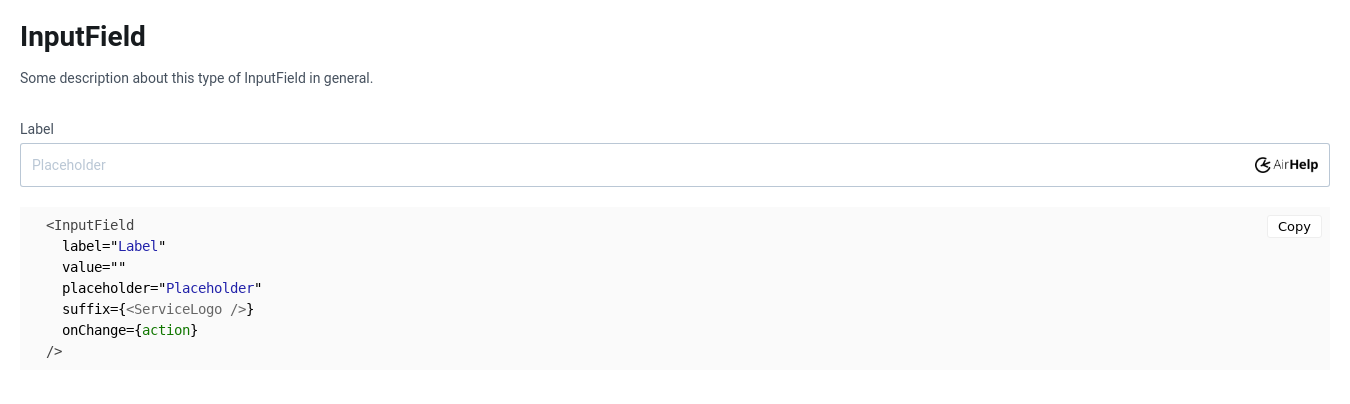 InputField
Some description about this type of InputField in general.
Label
Placeholder AirHelp
<InputField
  label="Label"
  value=""
  placeholder="Placeholder"
  suffix={<ServiceLogo />}
  onChange={action}
/>
Copy